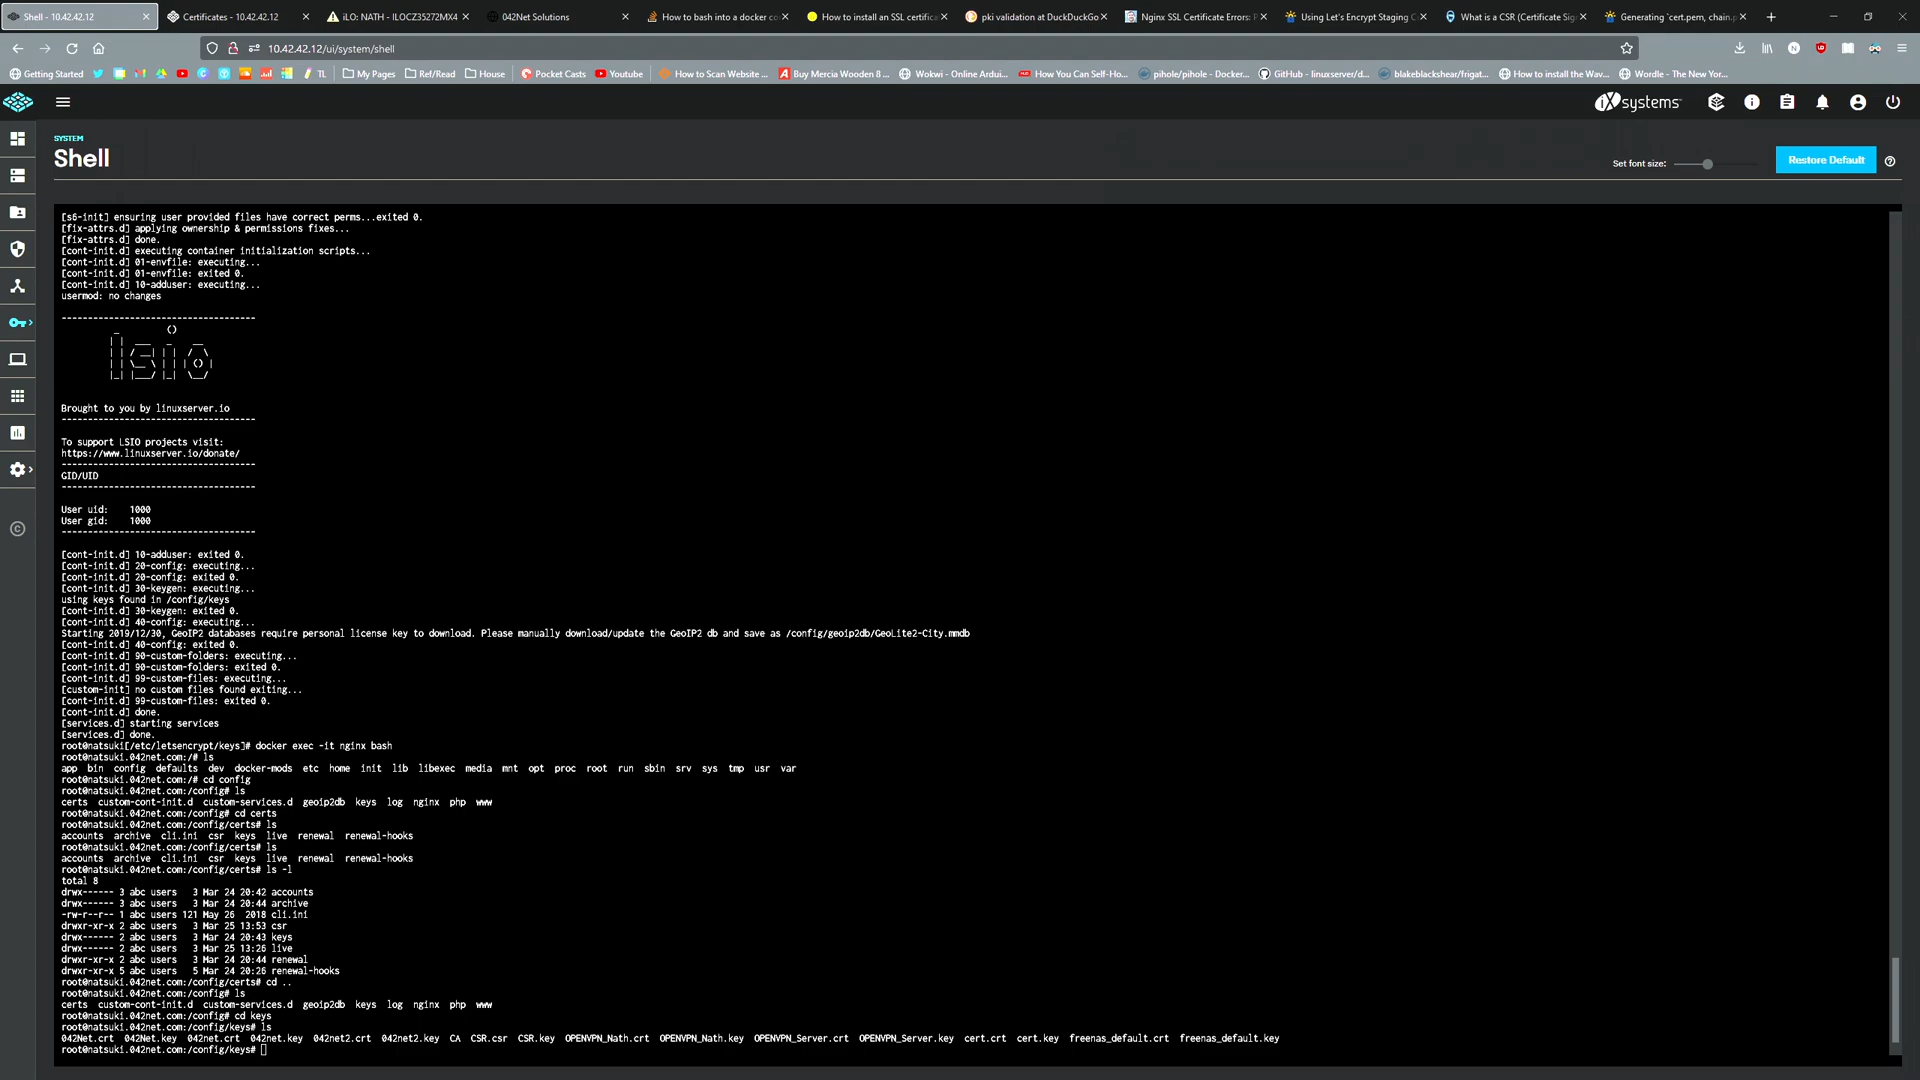 Shell - 10.42.42.12
Certificates - 10.42.42.12
iLO: NATH - ILOCZ35272MX4
042Net Solutions
How to bash into a docker co
How to install an SSL certifica
pki validation at DuckDuckGo
Nginx SSL Certificate Errors: P
Using Let's Encrypt Staging C
What is a CSR (Certificate Sig
Generating `cert.pem, chain.p
10.42.42.12/ui/system/shell
Getting Started
TL
My Pages
Ref/Read
House
Pocket Casts
Youtube
How to Scan Website ...
Buy Mercia Wooden 8 ...
Wokwi - Online Ardui...
How You Can Self-Ho...
pihole/pihole - Docker...
GitHub - linuxserver/d...
blakeblackshear/frigat...
How to install the Wav...
Wordle - The New Yor...
iXsystems
SYSTEM
Shell
Set font size:
Restore Default
[s6-init] ensuring user provided files have correct perms...exited 0.
[fix-attrs.d] applying ownership & permissions fixes...
[fix-attrs.d] done.
[cont-init.d] executing container initialization scripts...
[cont-init.d] 01-envfile: executing...
[cont-init.d] 01-envfile: exited 0.
[cont-init.d] 10-adduser: executing...
usermod: no changes
-------------------------------------
lsio
Brought to you by linuxserver.io
-------------------------------------
To support LSIO projects visit:
https://www.linuxserver.io/donate/
-------------------------------------
GID/UID
-------------------------------------
User uid:    1000
User gid:    1000
-------------------------------------
[cont-init.d] 10-adduser: exited 0.
[cont-init.d] 20-config: executing...
[cont-init.d] 20-config: exited 0.
[cont-init.d] 30-keygen: executing...
using keys found in /config/keys
[cont-init.d] 30-keygen: exited 0.
[cont-init.d] 40-config: executing...
Starting 2019/12/30, GeoIP2 databases require personal license key to download. Please manually download/update the GeoIP2 db and save as /config/geoip2db/GeoLite2-City.mmdb
[cont-init.d] 40-config: exited 0.
[cont-init.d] 90-custom-folders: executing...
[cont-init.d] 90-custom-folders: exited 0.
[cont-init.d] 99-custom-files: executing...
[custom-init] no custom files found exiting...
[cont-init.d] 99-custom-files: exited 0.
[cont-init.d] done.
[services.d] starting services
[services.d] done.
root@natsuki[/etc/letsencrypt/keys]# docker exec -it nginx bash
root@natsuki.042net.com:/# ls
app  bin  config  defaults  dev  docker-mods  etc  home  init  lib  libexec  media  mnt  opt  proc  root  run  sbin  srv  sys  tmp  usr  var
root@natsuki.042net.com:/# cd config
root@natsuki.042net.com:/config# ls
certs  custom-cont-init.d  custom-services.d  geoip2db  keys  log  nginx  php  www
root@natsuki.042net.com:/config# cd certs
root@natsuki.042net.com:/config/certs# ls
accounts  archive  cli.ini  csr  keys  live  renewal  renewal-hooks
root@natsuki.042net.com:/config/certs# ls
accounts  archive  cli.ini  csr  keys  live  renewal  renewal-hooks
root@natsuki.042net.com:/config/certs# ls -l
total 8
drwx------ 3 abc users   3 Mar 24 20:42 accounts
drwx------ 3 abc users   3 Mar 24 20:44 archive
-rw-r--r-- 1 abc users 121 May 26  2018 cli.ini
drwxr-xr-x 2 abc users   3 Mar 25 13:53 csr
drwx------ 2 abc users   3 Mar 24 20:43 keys
drwx------ 2 abc users   3 Mar 25 13:26 live
drwxr-xr-x 2 abc users   3 Mar 24 20:44 renewal
drwxr-xr-x 5 abc users   5 Mar 24 20:26 renewal-hooks
root@natsuki.042net.com:/config/certs# cd ..
root@natsuki.042net.com:/config# ls
certs  custom-cont-init.d  custom-services.d  geoip2db  keys  log  nginx  php  www
root@natsuki.042net.com:/config# cd keys
root@natsuki.042net.com:/config/keys# ls
042Net.crt  042Net.key  042net.crt  042net.key  042net2.crt  042net2.key  CA  CSR.csr  CSR.key  OPENVPN_Nath.crt  OPENVPN_Nath.key  OPENVPN_Server.crt  OPENVPN_Server.key  cert.crt  cert.key  freenas_default.crt  freenas_default.key
root@natsuki.042net.com:/config/keys#